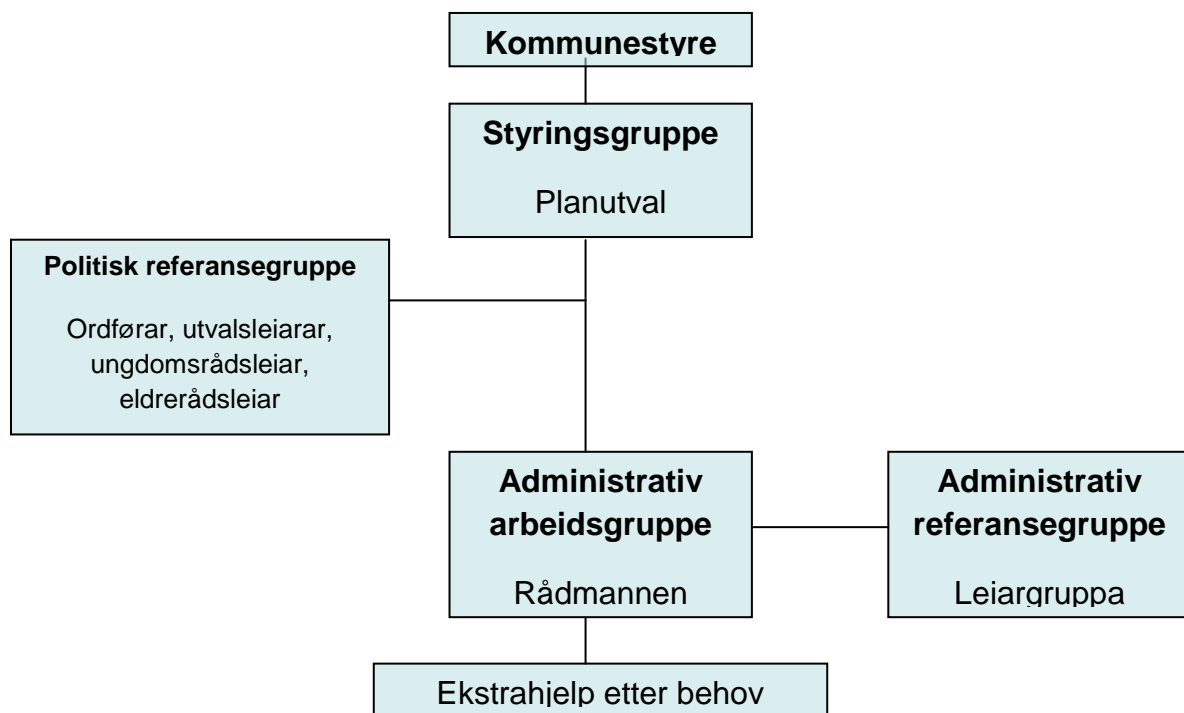 Kommunestyre
Styringsgruppe
Planutval
Politisk referansegruppe
Ordførar, utvalsleiarar,
ungdomsrådsleiar,
eldrerådsleiar
Administrativ
arbeidsgruppe
Rådmannen
Administrativ
referansegruppe
Leiargruppa
Ekstrahjelp etter behov